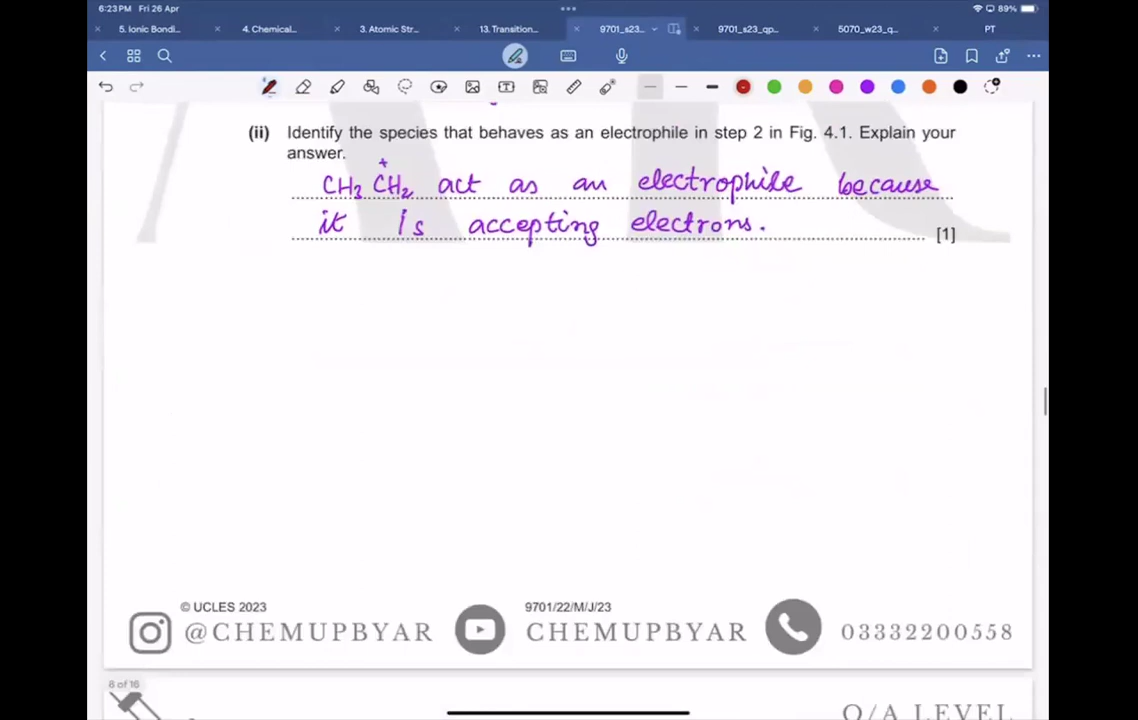 6:23 PM Fri 26 Apr
89%
5. Ionic Bondi...
4. Chemical...
3. Atomic Str...
13. Transition...
9701_s23...
9701_s23_qp...
5070_w23_q...
PT
(ii) Identify the species that behaves as an electrophile in step 2 in Fig. 4.1. Explain your
answer.
CH3 C⁺H2 act as an electrophile because
it is accepting electrons.
[1]
© UCLES 2023
9701/22/M/J/23
@CHEMUPBYAR
CHEMUPBYAR
03332200558
8 of 16
O/A LEVEL